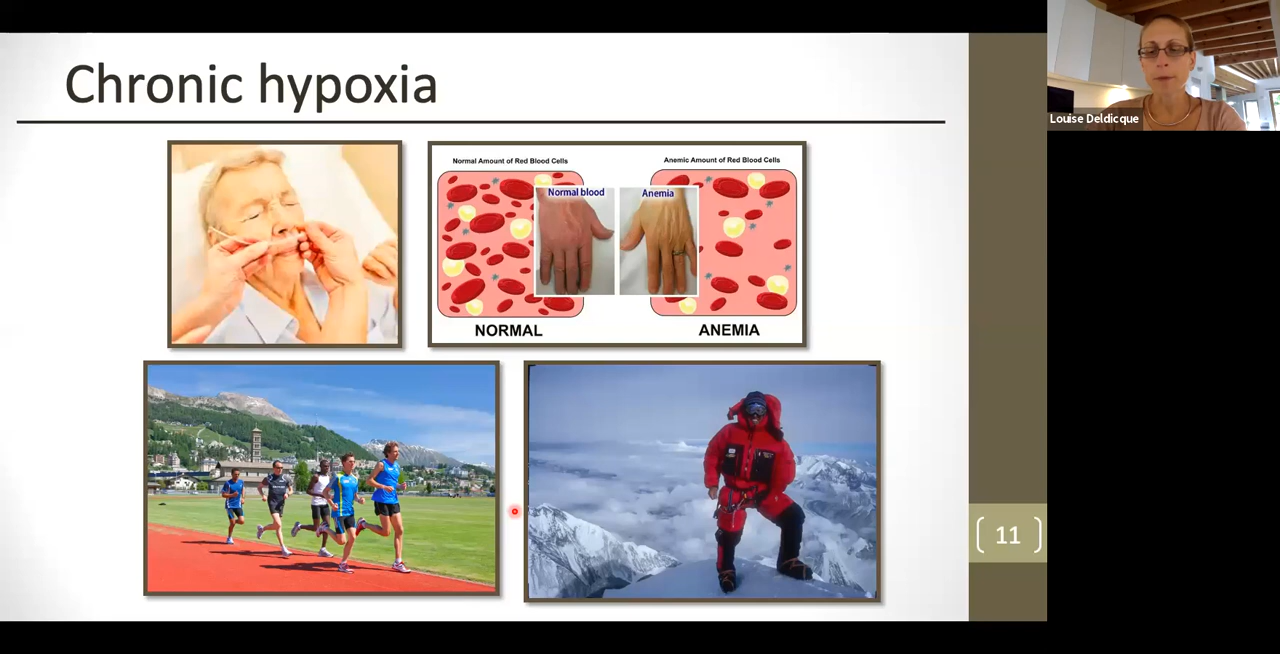 Chronic hypoxia
Louise Deldicque
Normal Amount of Red Blood Cells
Anemic Amount of Red Blood Cells
Normal blood
Anemia
NORMAL
ANEMIA
11